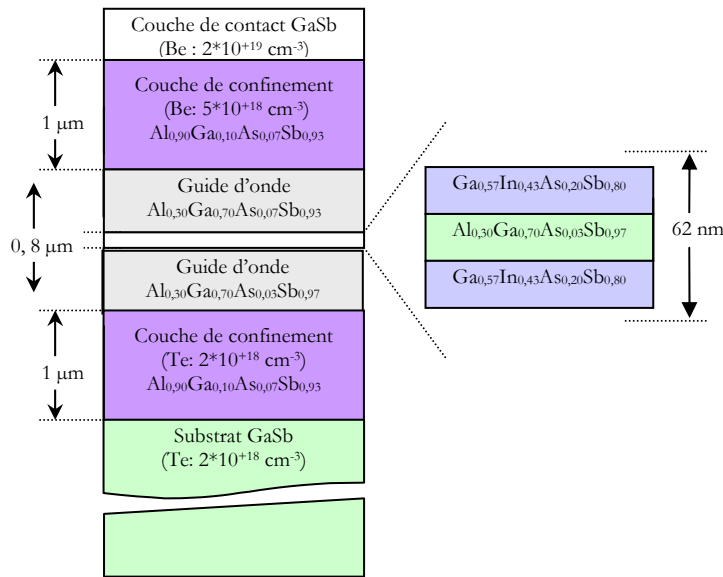 Couche de contact GaSb
(Be : 2*10⁺¹⁹ cm⁻³)
1 µm
Couche de confinement
(Be: 5*10⁺¹⁸ cm⁻³)
Al₀,₉₀Ga₀,₁₀As₀,₀₇Sb₀,₉₃
0, 8 µm
Guide d'onde
Al₀,₃₀Ga₀,₇₀As₀,₀₇Sb₀,₉₃
Guide d'onde
Al₀,₃₀Ga₀,₇₀As₀,₀₃Sb₀,₉₇
1 µm
Couche de confinement
(Te: 2*10⁺¹⁸ cm⁻³)
Al₀,₉₀Ga₀,₁₀As₀,₀₇Sb₀,₉₃
Substrat GaSb
(Te: 2*10⁺¹⁸ cm⁻³)
Ga₀,₅₇In₀,₄₃As₀,₂₀Sb₀,₈₀
Al₀,₃₀Ga₀,₇₀As₀,₀₃Sb₀,₉₇
Ga₀,₅₇In₀,₄₃As₀,₂₀Sb₀,₈₀
62 nm